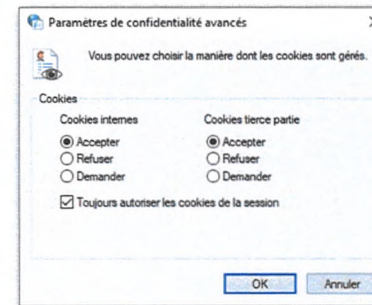 Paramètres de confidentialité avancés
Vous pouvez choisir la manière dont les cookies sont gérés.
Cookies
Cookies internes Cookies tierce partie
Accepter Accepter
Refuser Refuser
Demander Demander
Toujours autoriser les cookies de la session
OK Annuler